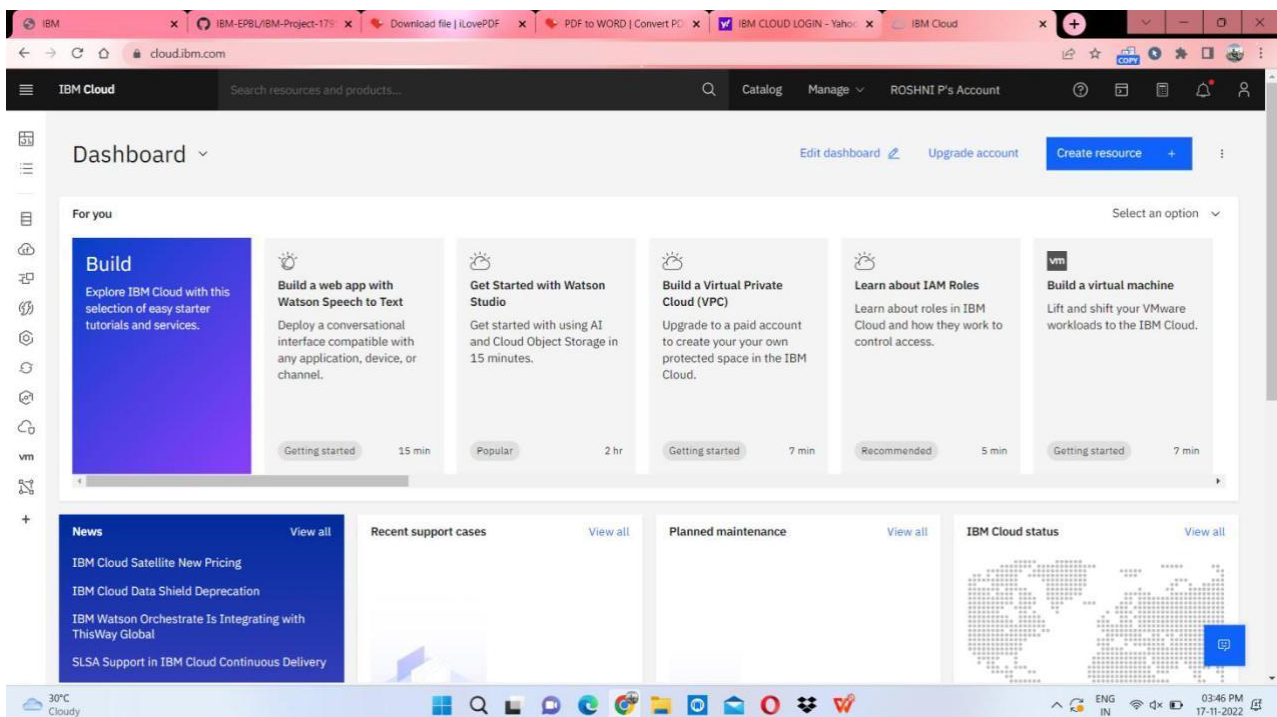 IBM
IBM-EPBL/IBM-Project-179
Download file | iLovePDF
PDF to WORD | Convert PD
IBM CLOUD LOGIN - Yahoo
IBM Cloud
cloud.ibm.com
COPY
IBM Cloud
Search resources and products...
Catalog
Manage
ROSHNI P's Account
Dashboard
Edit dashboard
Upgrade account
Create resource +
For you
Select an option
Build
Explore IBM Cloud with this
selection of easy starter
tutorials and services.
Build a web app with
Watson Speech to Text
Deploy a conversational
interface compatible with
any application, device, or
channel.
Getting started 15 min
Get Started with Watson
Studio
Get started with using AI
and Cloud Object Storage in
15 minutes.
Popular 2 hr
Build a Virtual Private
Cloud (VPC)
Upgrade to a paid account
to create your your own
protected space in the IBM
Cloud.
Getting started 7 min
Learn about IAM Roles
Learn about roles in IBM
Cloud and how they work to
control access.
Recommended 5 min
vm
Build a virtual machine
Lift and shift your VMware
workloads to the IBM Cloud.
Getting started 7 min
vm
News View all
IBM Cloud Satellite New Pricing
IBM Cloud Data Shield Deprecation
IBM Watson Orchestrate Is Integrating with
ThisWay Global
SLSA Support in IBM Cloud Continuous Delivery
Recent support cases View all
Planned maintenance View all
IBM Cloud status View all
30°C
Cloudy
ENG
IN
03:46 PM
17-11-2022